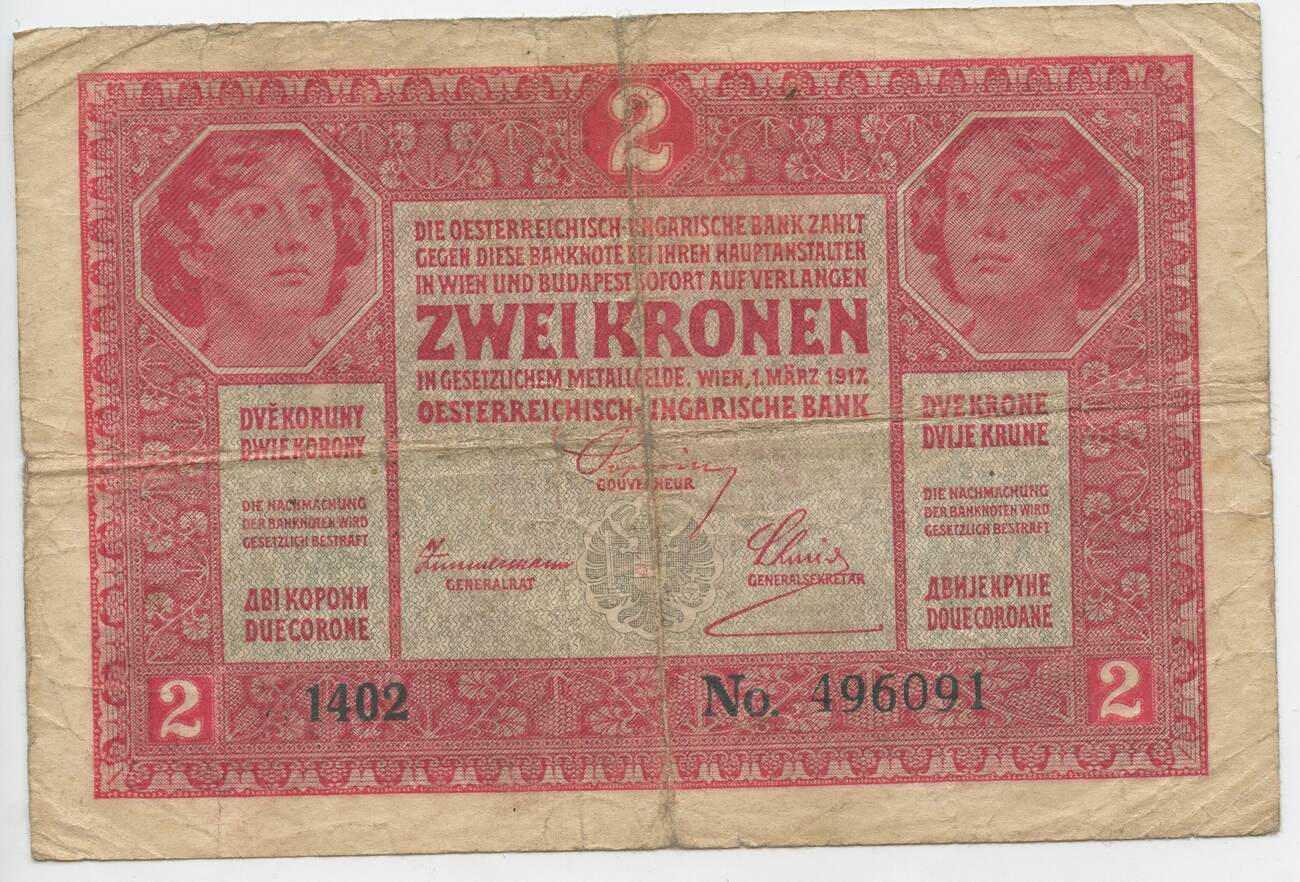 2
DIE OESTERREICHISCH-UNGARISCHE BANK ZAHLT
GEGEN DIESE BANKNOTE BEI IHREN HAUPTANSTALTEN
IN WIEN UND BUDAPEST SOFORT AUF VERLANGEN
ZWEI KRONEN
IN GESETZLICHEM METALLGELDE. WIEN, 1. MÄRZ 1917.
OESTERREICHISCH-UNGARISCHE BANK
Popovics
GOUVERNEUR
Zimmermann
GENERALRAT
Schmid
GENERALSEKRETÄR
DVĚ KORUNY
DWIE KORONY
DIE NACHMACHUNG
DER BANKNOTEN WIRD
GESETZLICH BESTRAFT
ДВІ КОРОНИ
DUE CORONE
DVE KRONE
DVIJE KRUNE
DIE NACHMACHUNG
DER BANKNOTEN WIRD
GESETZLICH BESTRAFT
ДВИЈЕ КРУНЕ
DOUE COROANE
2
1402
No. 496091
2